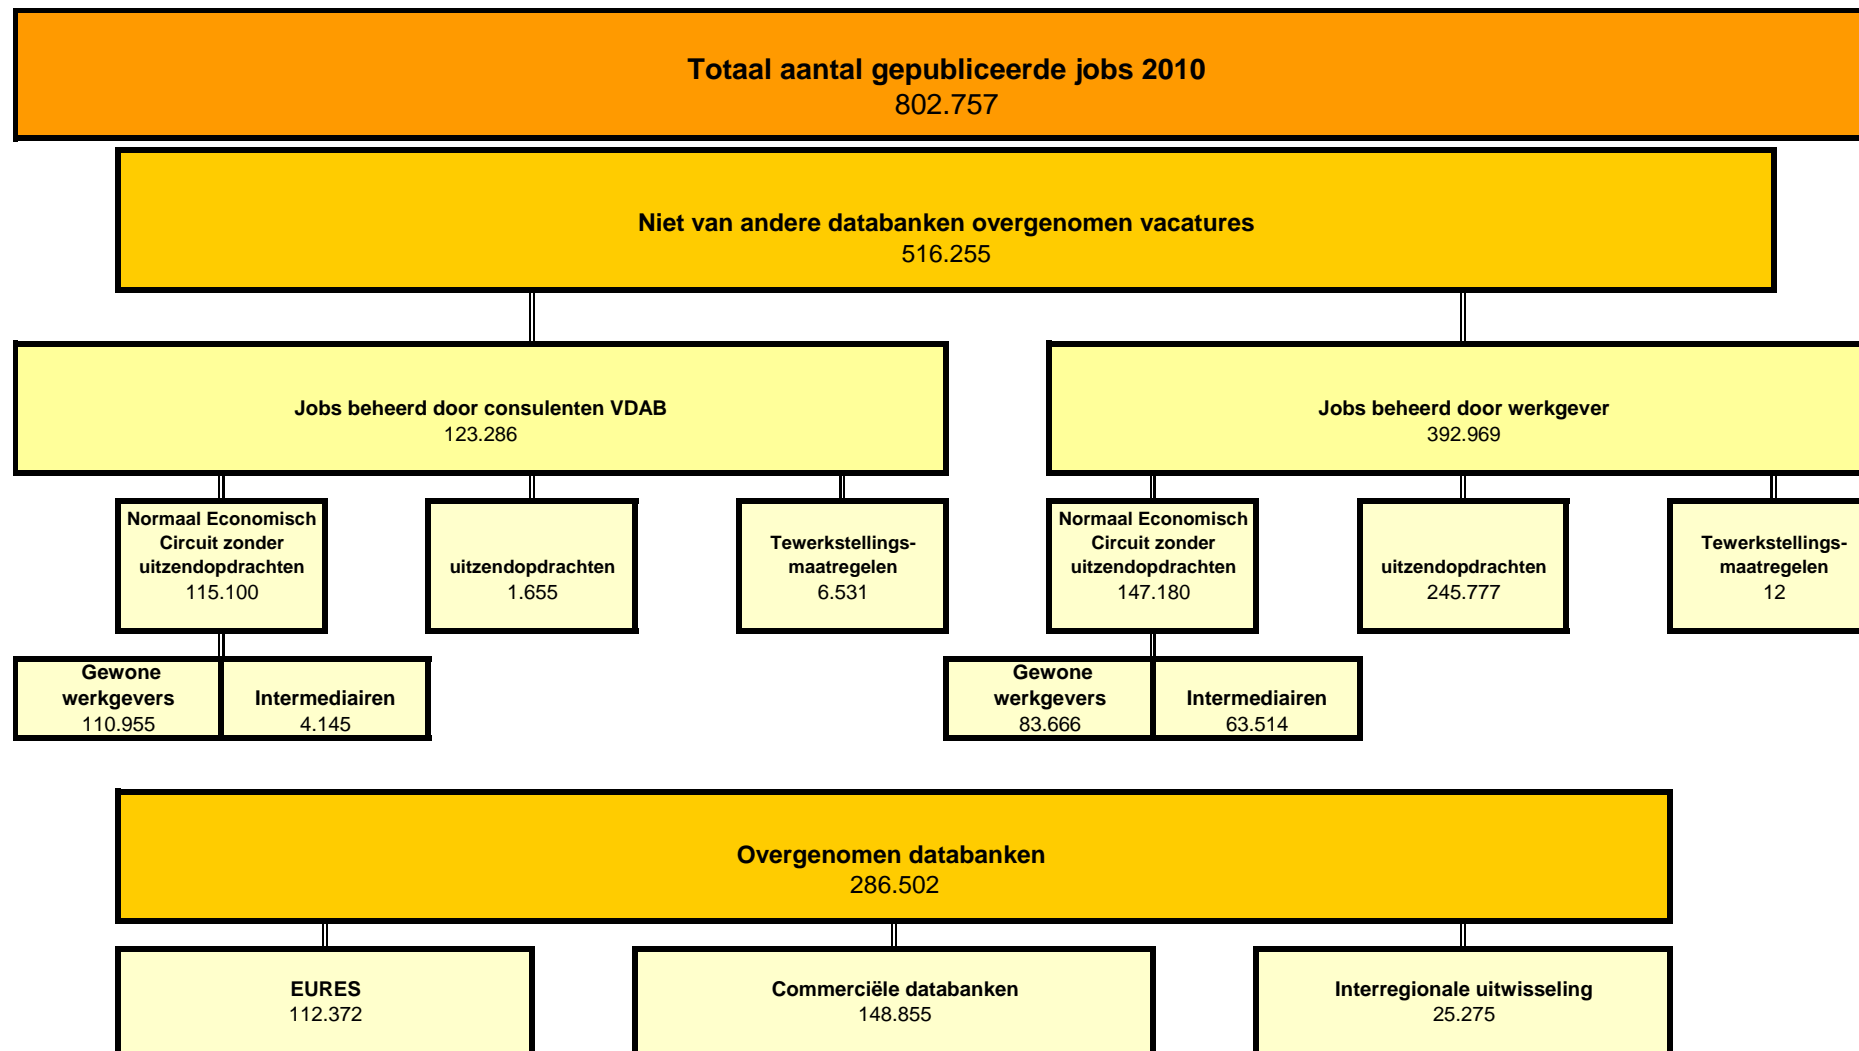 Totaal aantal gepubliceerde jobs 2010
802.757
Niet van andere databanken overgenomen vacatures
516.255
Jobs beheerd door consulenten VDAB
123.286
Jobs beheerd door werkgever
392.969
Normaal Economisch
Circuit zonder
uitzendopdrachten
115.100
uitzendopdrachten
1.655
Tewerkstellings-
maatregelen
6.531
Normaal Economisch
Circuit zonder
uitzendopdrachten
147.180
uitzendopdrachten
245.777
Tewerkstellings-
maatregelen
12
Gewone
werkgevers
110.955
Intermediairen
4.145
Gewone
werkgevers
83.666
Intermediairen
63.514
Overgenomen databanken
286.502
EURES
112.372
Commerciële databanken
148.855
Interregionale uitwisseling
25.275